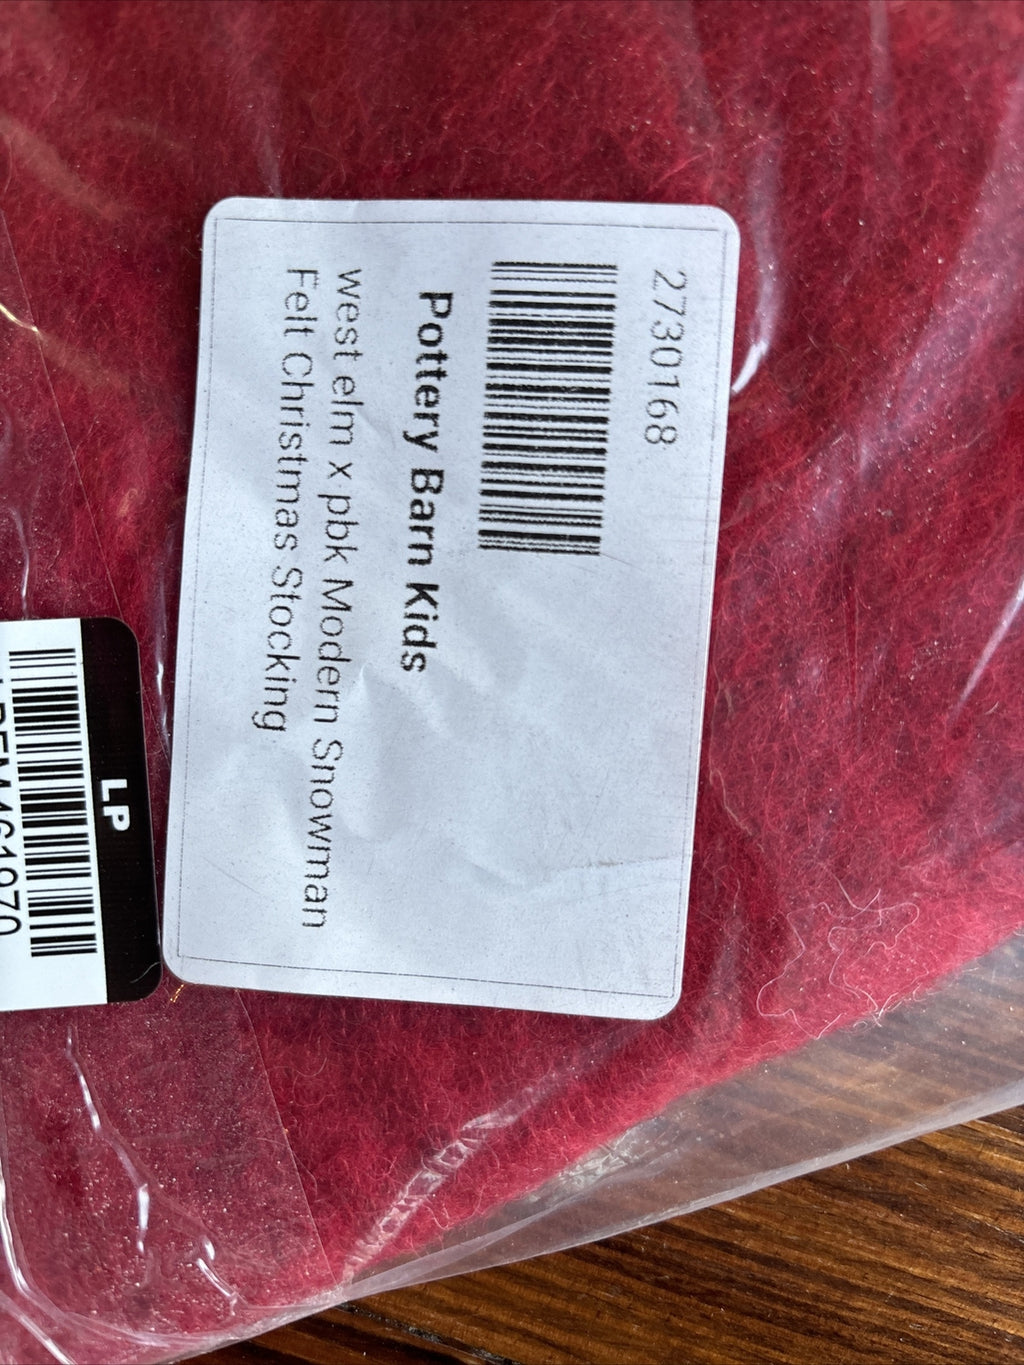 2730168
Pottery Barn Kids
west elm x pbk Modern Snowman
Felt Christmas Stocking
LP